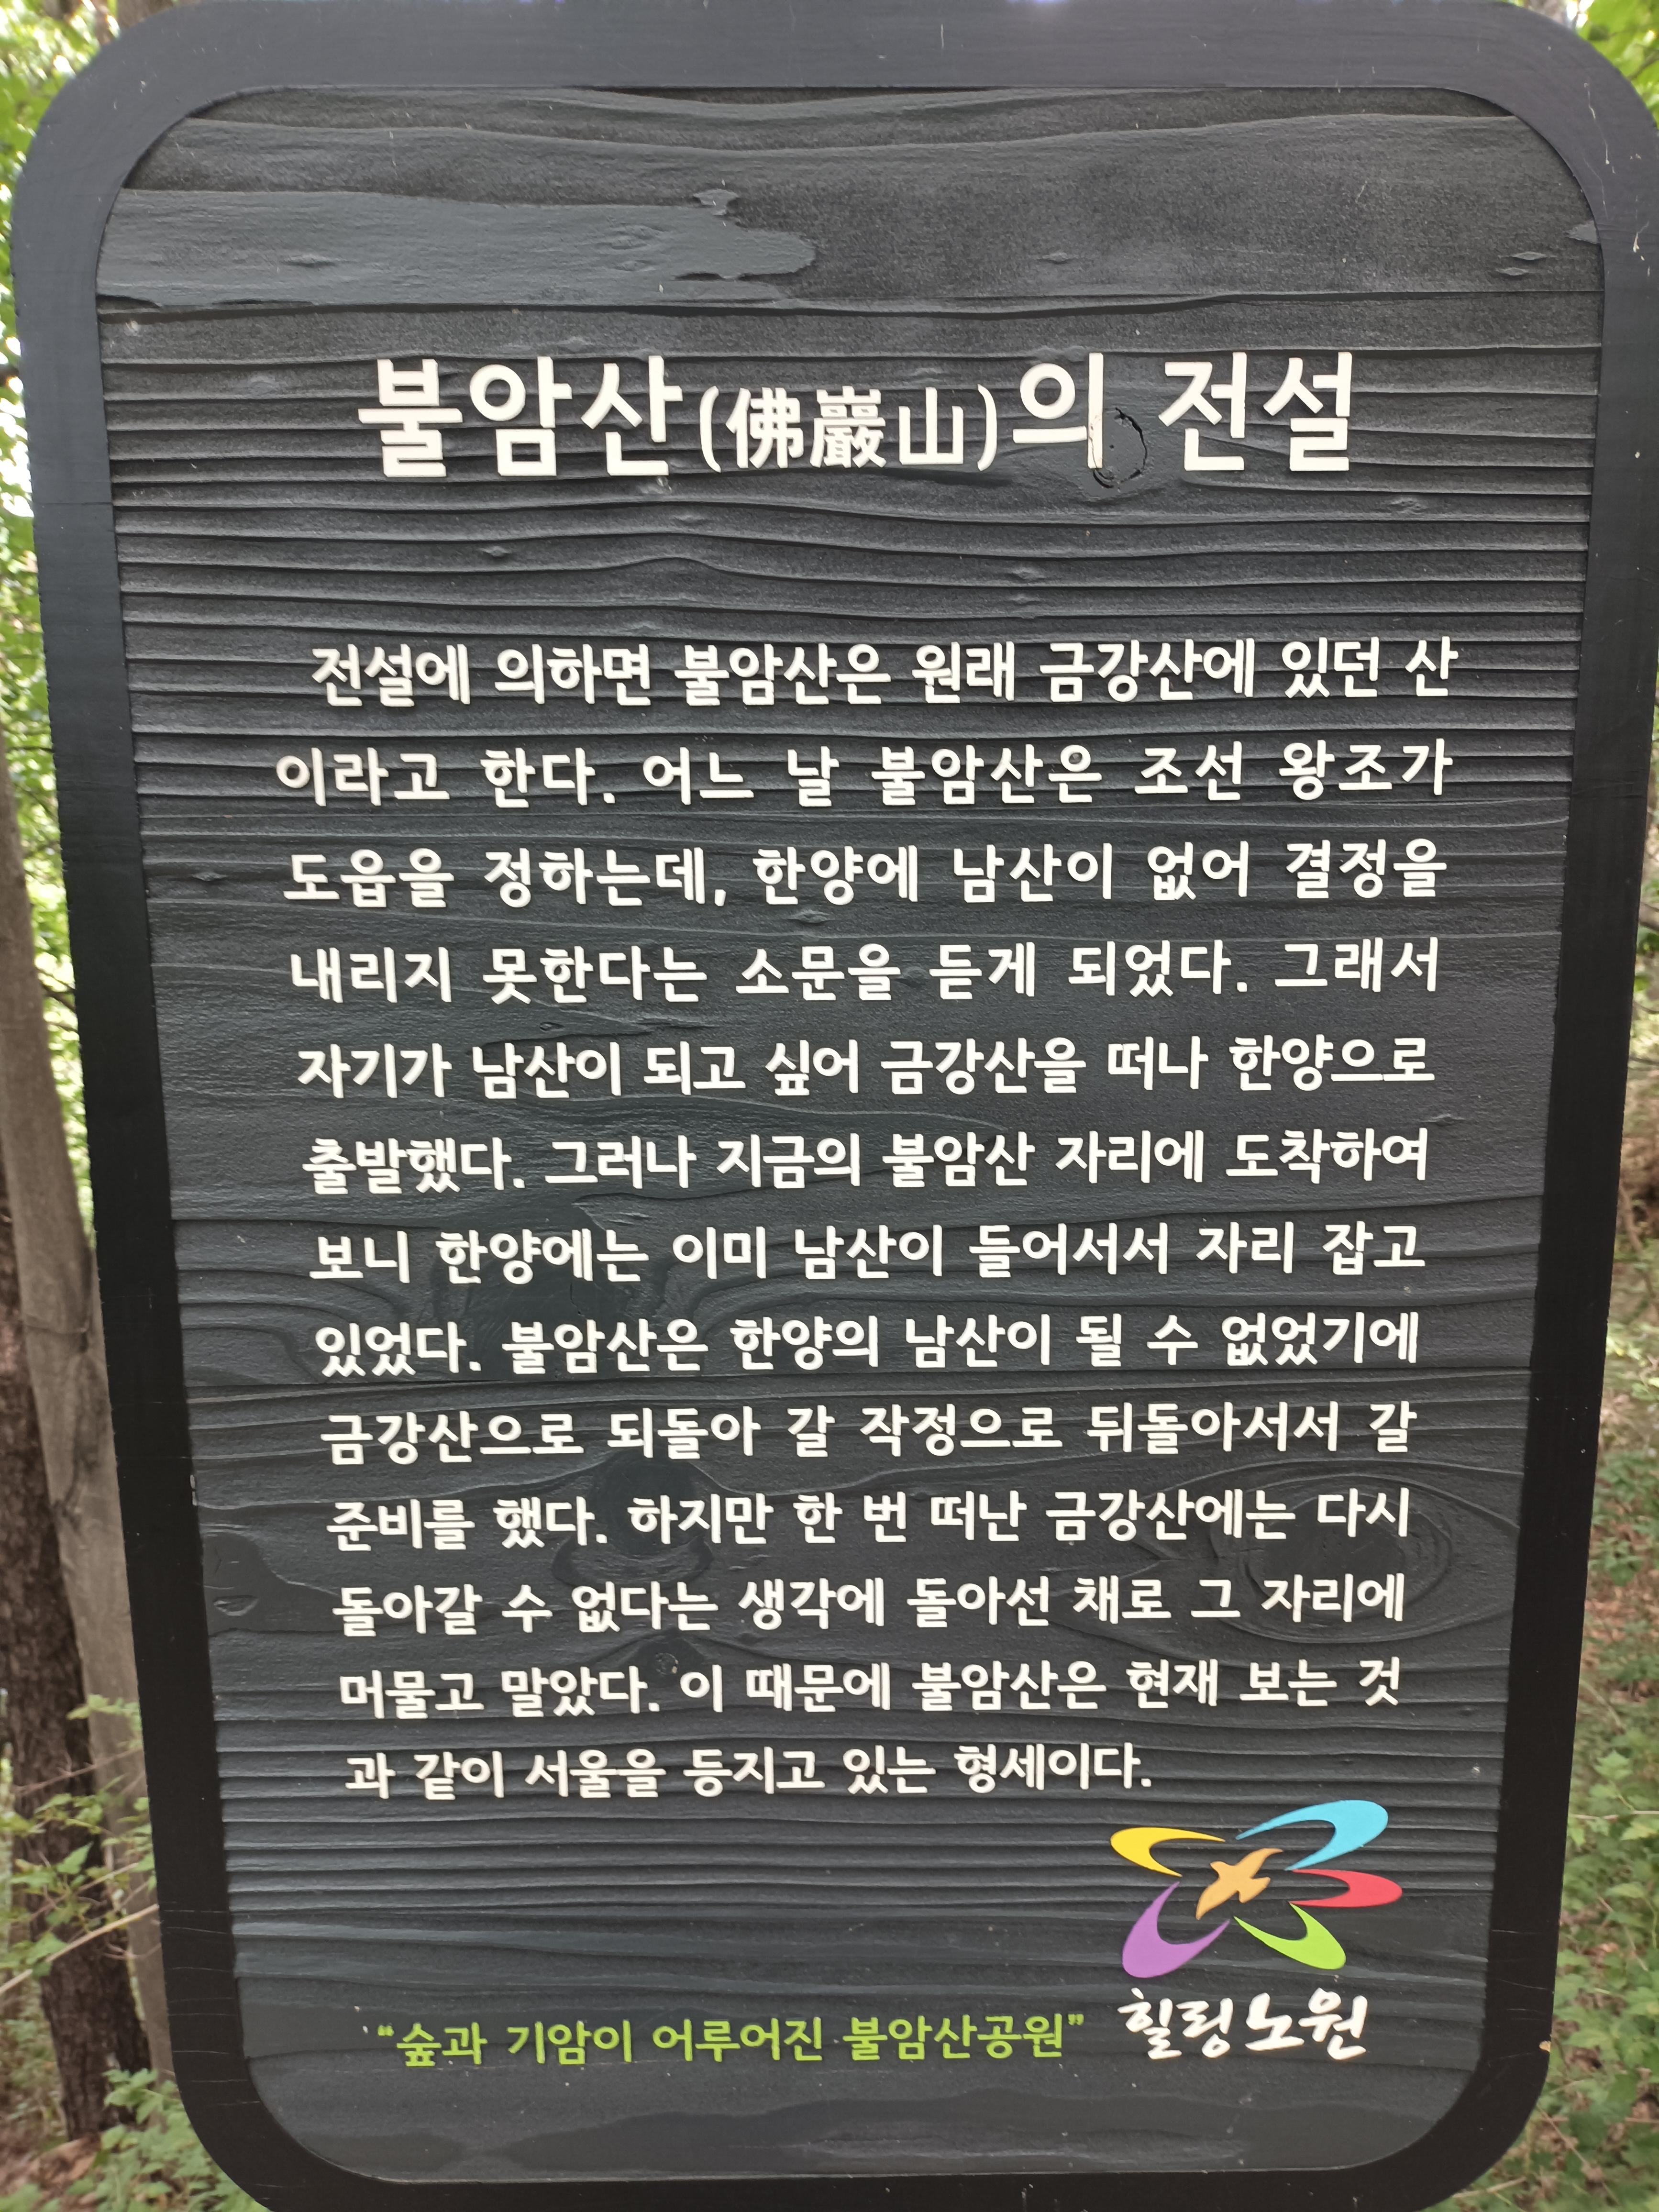 불암산(佛巖山)의 전설
전설에 의하면 불암산은 원래 금강산에 있던 산
이라고 한다. 어느 날 불암산은 조선 왕조가
도읍을 정하는데, 한양에 남산이 없어 결정을
내리지 못한다는 소문을 듣게 되었다. 그래서
자기가 남산이 되고 싶어 금강산을 떠나 한양으로
출발했다. 그러나 지금의 불암산 자리에 도착하여
보니 한양에는 이미 남산이 들어서서 자리 잡고
있었다. 불암산은 한양의 남산이 될 수 없었기에
금강산으로 되돌아 갈 작정으로 뒤돌아서서 갈
준비를 했다. 하지만 한 번 떠난 금강산에는 다시
돌아갈 수 없다는 생각에 돌아선 채로 그 자리에
머물고 말았다. 이 때문에 불암산은 현재 보는 것
과 같이 서울을 등지고 있는 형세이다.
“숲과 기암이 어루어진 불암산공원”
힐링노원